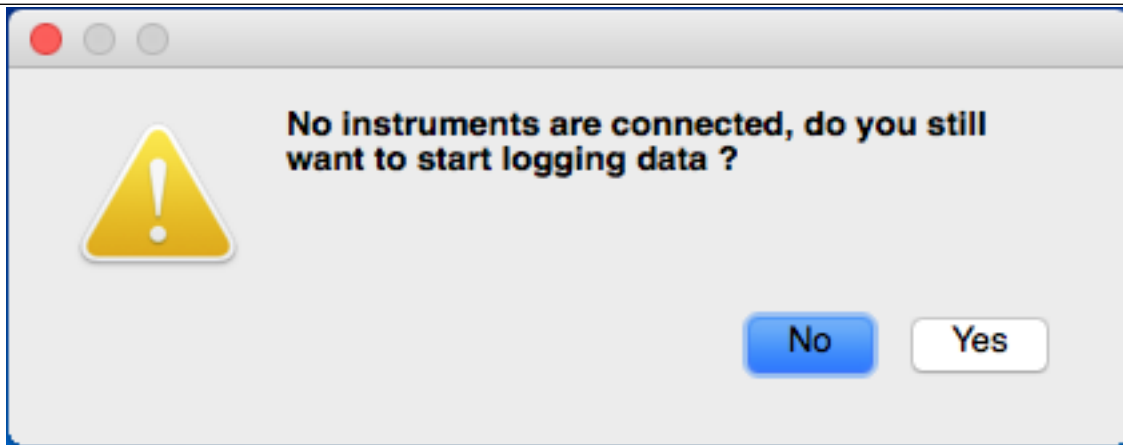 No instruments are connected, do you still
want to start logging data ?
No Yes